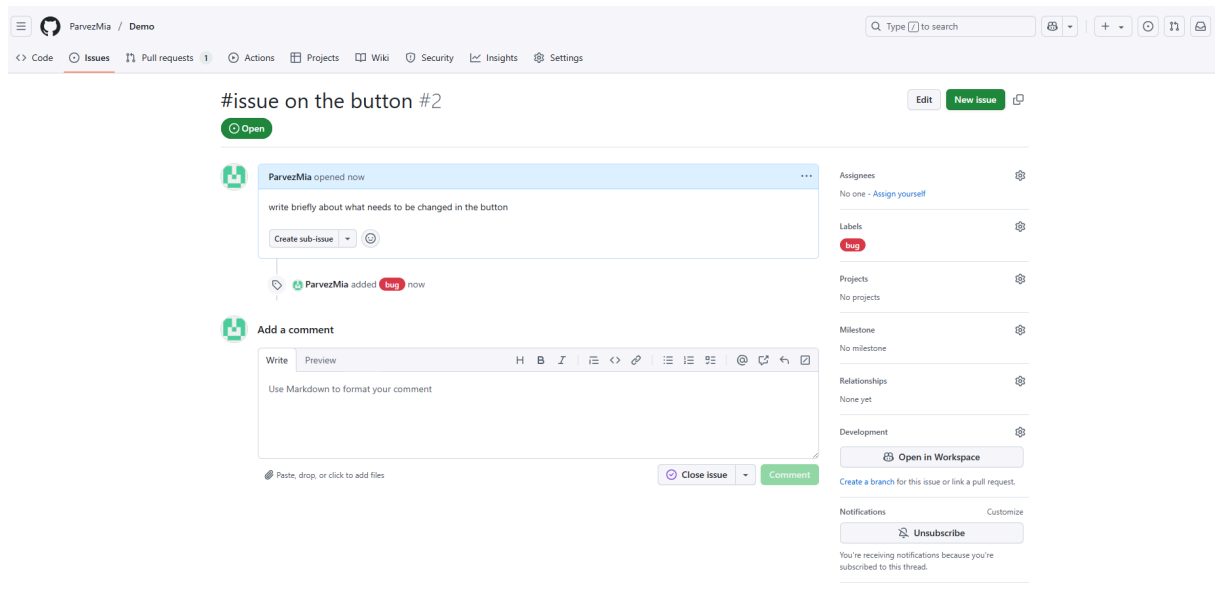 ParvezMia / Demo
Type / to search
Code
Issues
Pull requests 1
Actions
Projects
Wiki
Security
Insights
Settings
#issue on the button #2
Edit
New issue
Open
ParvezMia opened now
write briefly about what needs to be changed in the button
Create sub-issue
ParvezMia added bug now
Add a comment
Write
Preview
Use Markdown to format your comment
Paste, drop, or click to add files
Close issue
Comment
Assignees
No one - Assign yourself
Labels
bug
Projects
No projects
Milestone
No milestone
Relationships
None yet
Development
Open in Workspace
Create a branch for this issue or link a pull request.
Notifications
Customize
Unsubscribe
You're receiving notifications because you're
subscribed to this thread.